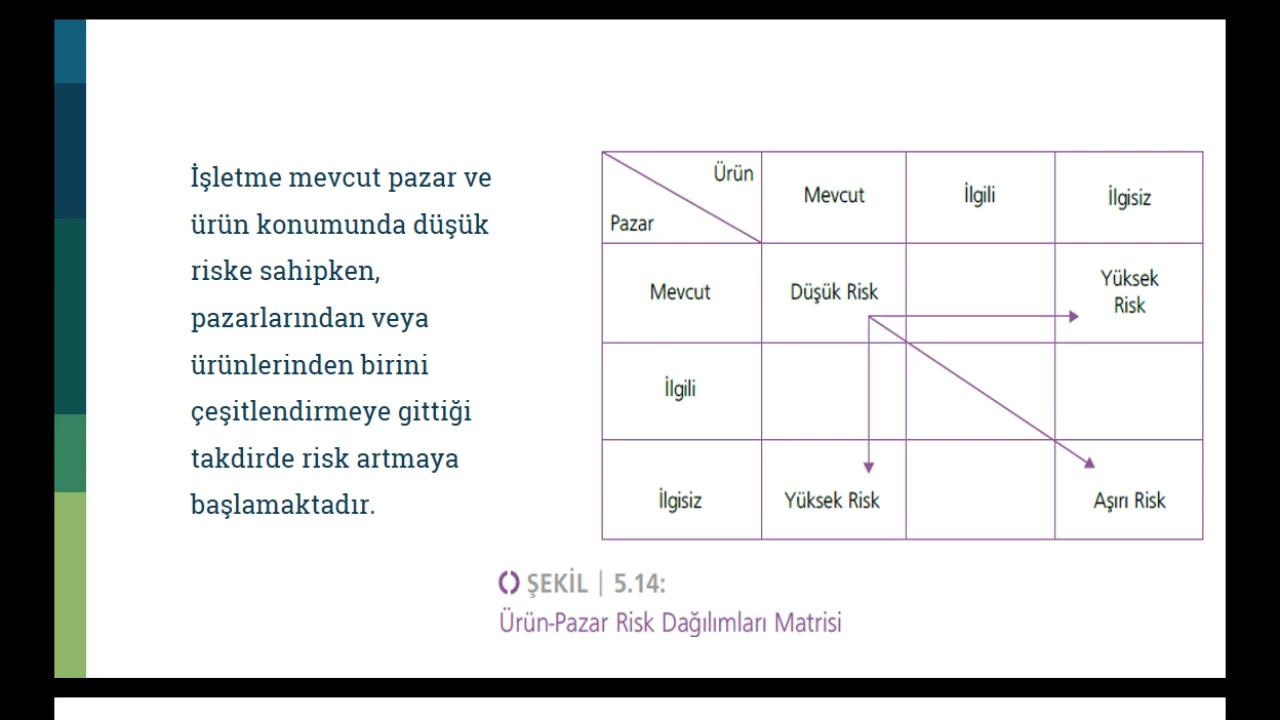 İşletme mevcut pazar ve
ürün konumunda düşük
riske sahipken,
pazarlarından veya
ürünlerinden birini
çeşitlendirmeye gittiği
takdirde risk artmaya
başlamaktadır.
Ürün
Pazar
Mevcut
İlgili
İlgisiz
Mevcut
Düşük Risk
Yüksek
Risk
İlgili
İlgisiz
Yüksek Risk
Aşırı Risk
ŞEKİL | 5.14:
Ürün-Pazar Risk Dağılımları Matrisi